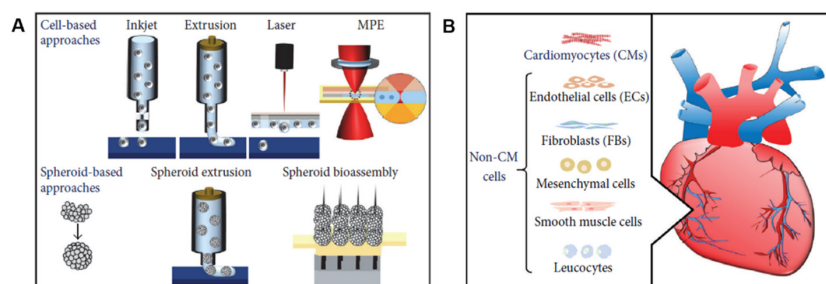 A
Cell-based
approaches
Inkjet
Extrusion
Laser
MPE
Spheroid-based
approaches
Spheroid extrusion
Spheroid bioassembly
B
Cardiomyocytes (CMs)
Endothelial cells (ECs)
Fibroblasts (FBs)
Non-CM
cells
Mesenchymal cells
Smooth muscle cells
Leucocytes